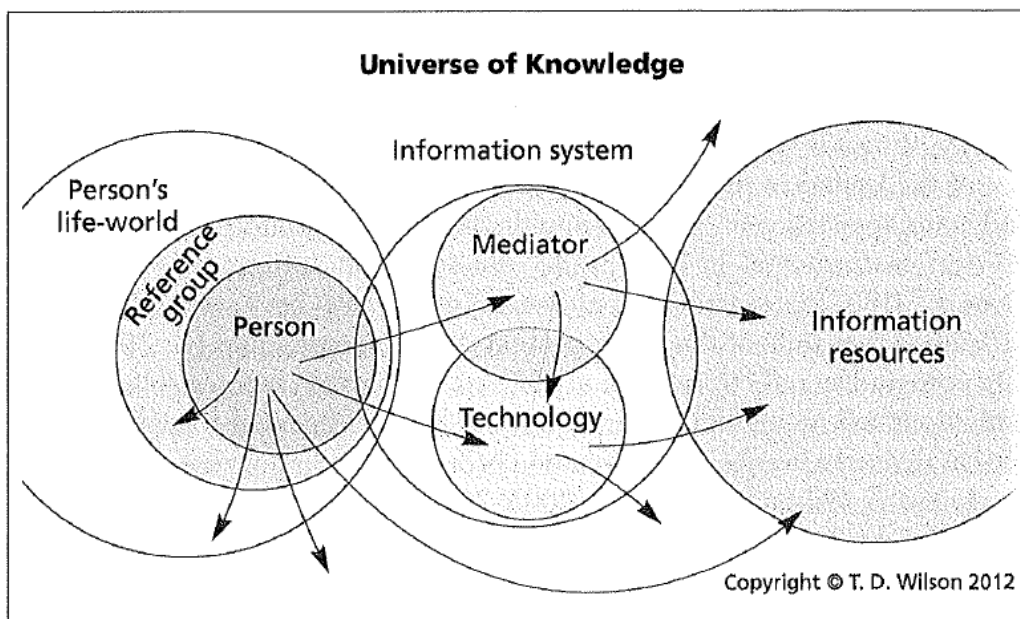 Universe of Knowledge
Information system
Person's
life-world
Reference
group
Person
Mediator
Technology
Information
resources
Copyright © T. D. Wilson 2012